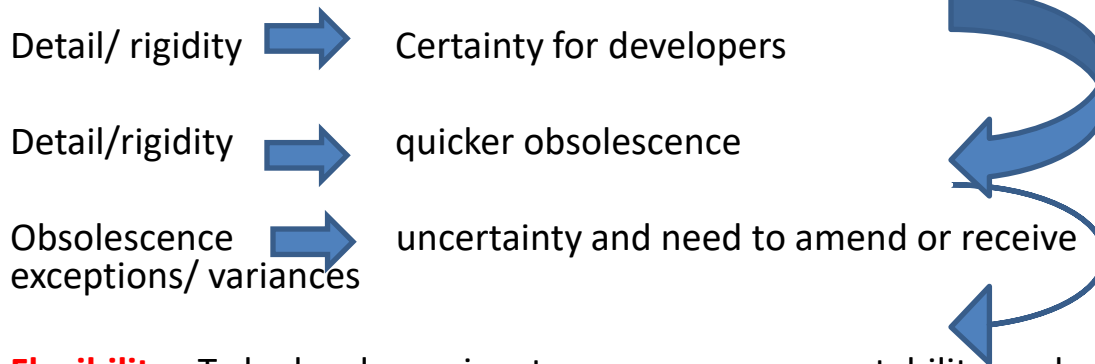 Detail/ rigidity Certainty for developers
Detail/rigidity quicker obsolescence
Obsolescence uncertainty and need to amend or receive
exceptions/ variances